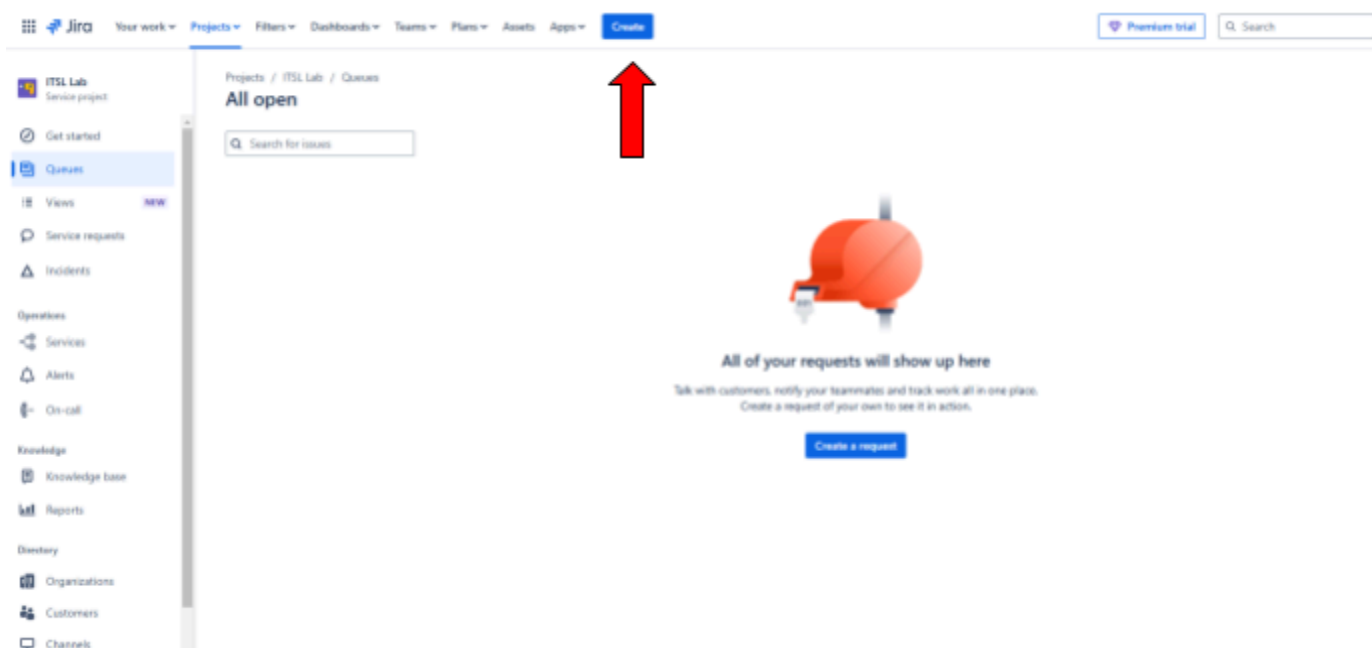 Jira Your work Projects Filters Dashboards Teams Plans Assets Apps Create Premium trial Search
ITSL Lab
Service project
Get started
Queues
Views NEW
Service requests
Incidents
Operations
Services
Alerts
On-call
Knowledge
Knowledge base
Reports
Directory
Organizations
Customers
Channels
Projects / ITSL Lab / Queues
All open
Search for issues
All of your requests will show up here
Talk with customers, notify your teammates and track work all in one place.
Create a request of your own to see it in action.
Create a request